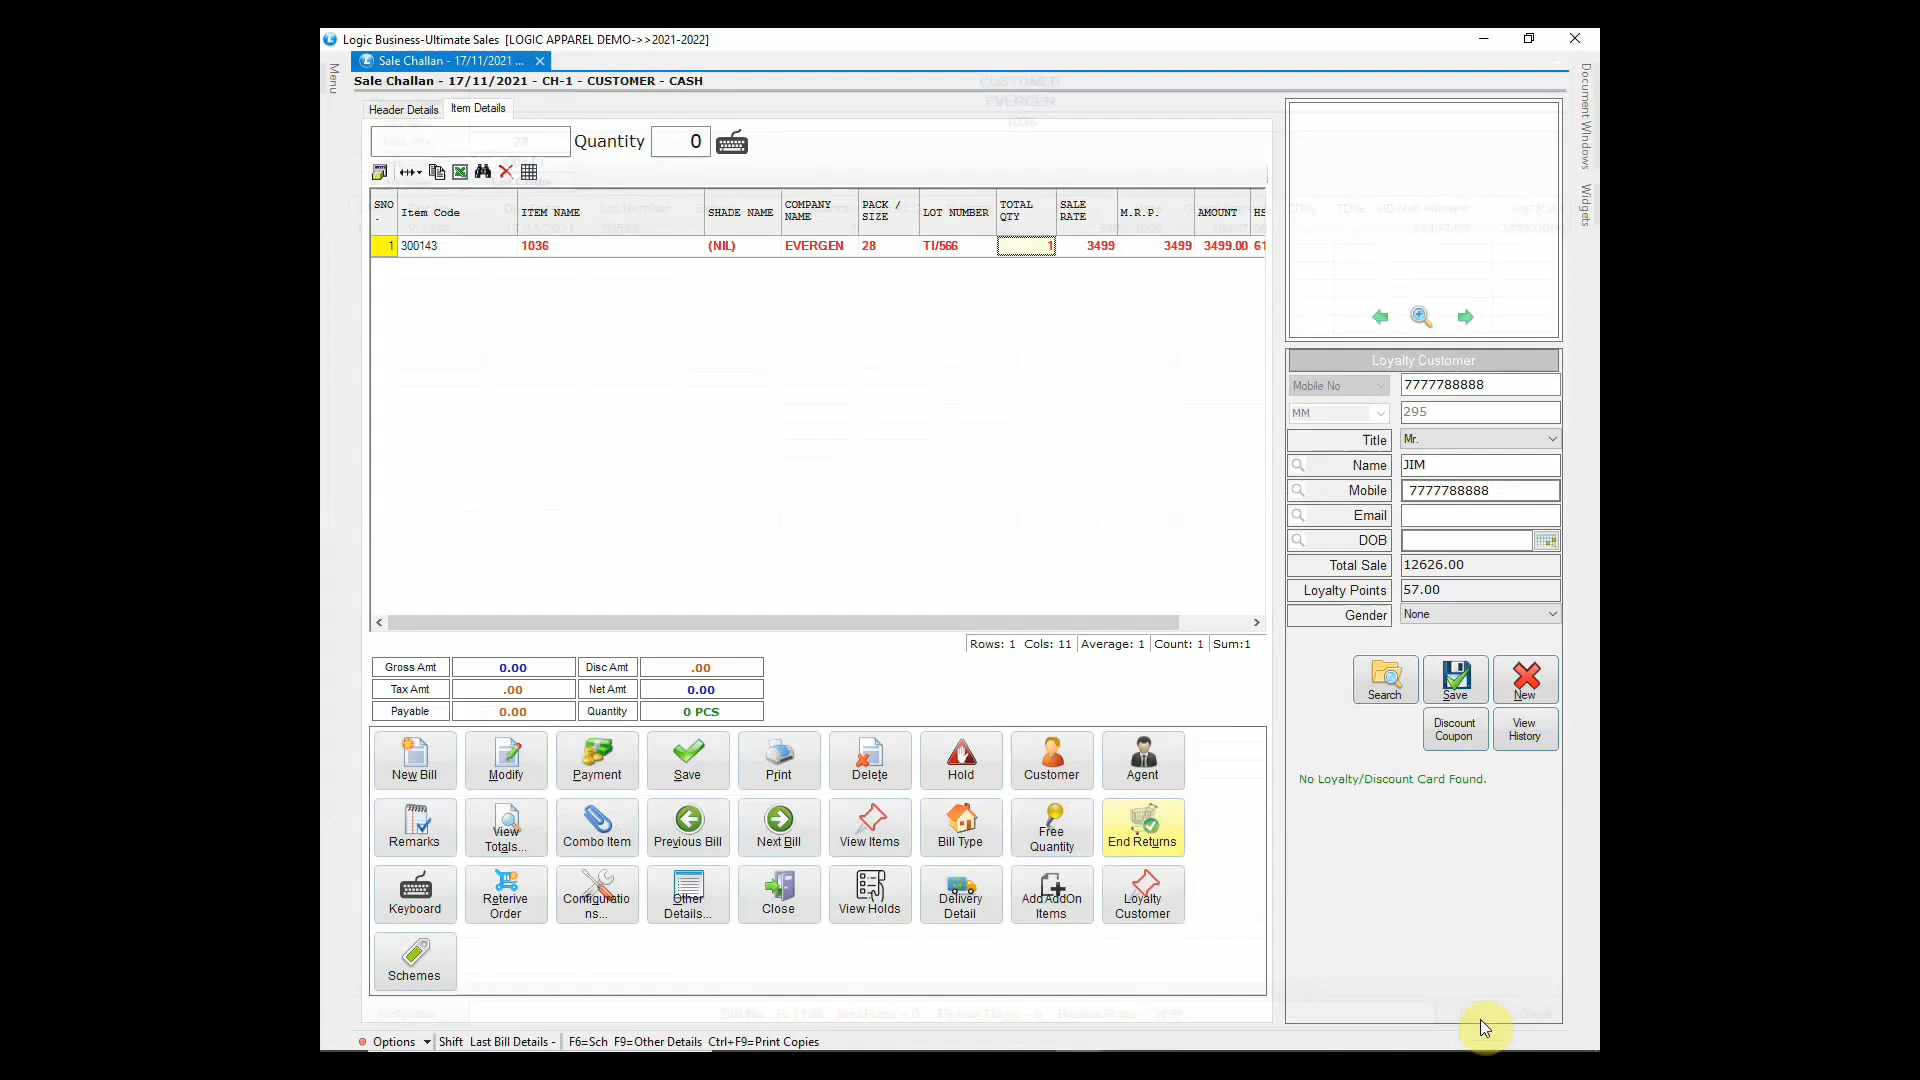 Logic Business-Ultimate Sales [LOGIC APPAREL DEMO->>2021-2022]
Menu
Sale Challan - 17/11/2021 ...
Sale Challan - 17/11/2021 - CH-1 - CUSTOMER - CASH
CUSTOMER
EVERGEN
1036
Header Details Item Details
Quantity 0
SNO. Item Code ITEM NAME SHADE NAME COMPANY NAME PACK / SIZE LOT NUMBER TOTAL QTY SALE RATE M.R.P. AMOUNT HS
1 300143 1036 (NIL) EVERGEN 28 TI/566 1 3499 3499 3499.00 61
Rows: 1 Cols: 11 Average: 1 Count: 1 Sum:1
Gross Amt 0.00 Disc Amt .00
Tax Amt .00 Net Amt 0.00
Payable 0.00 Quantity 0 PCS
New Bill Modify Payment Save Print Delete Hold Customer Agent
Remarks View Totals... Combo Item Previous Bill Next Bill View Items Bill Type Free Quantity End Returns
Keyboard Reterive Order Configurations... Other Details... Close View Holds Delivery Detail Add AddOn Items Loyalty Customer
Schemes
Options Shift Last Bill Details - F6=Sch F9=Other Details Ctrl+F9=Print Copies
Loyalty Customer
Mobile No 7777788888
MM 295
Title Mr.
Name JIM
Mobile 7777788888
Email
DOB
Total Sale 12626.00
Loyalty Points 57.00
Gender None
Search Save New
Discount Coupon View History
No Loyalty/Discount Card Found.
Document Windows
Widgets